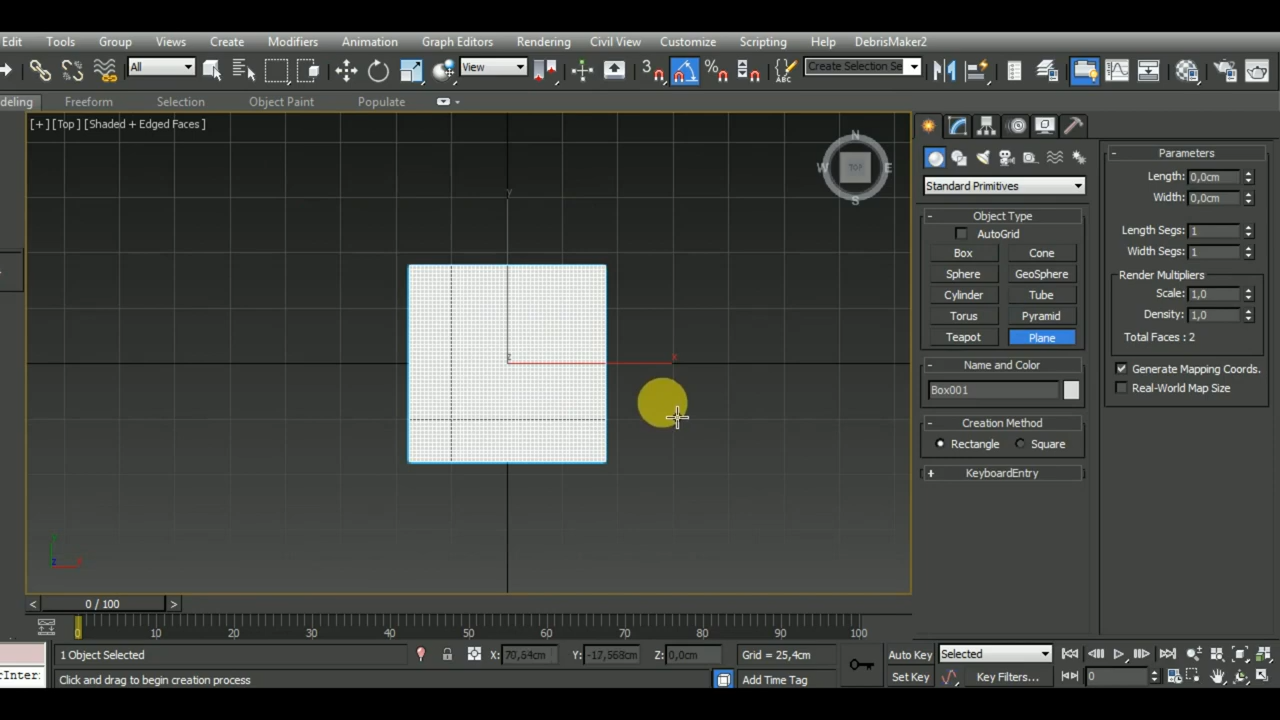 Edit Tools Group Views Create Modifiers Animation Graph Editors Rendering Civil View Customize Scripting Help DebrisMaker2
All View 3 % ABC Create Selection Se
deling Freeform Selection Object Paint Populate
[+] [Top ] [Shaded + Edged Faces ]
N
W TOP E
S
y
z x
Standard Primitives
- Object Type
AutoGrid
Box Cone
Sphere GeoSphere
Cylinder Tube
Torus Pyramid
Teapot Plane
- Name and Color
Box001
- Creation Method
Rectangle Square
+ KeyboardEntry
- Parameters
Length: 0,0cm
Width: 0,0cm
Length Segs: 1
Width Segs: 1
Render Multipliers
Scale: 1,0
Density: 1,0
Total Faces : 2
Generate Mapping Coords.
Real-World Map Size
z
< 0 / 100 >
0 10 20 30 40 50 60 70 80 90 100
1 Object Selected X: 70,54cm Y: -17,568cm Z: 0,0cm Grid = 25,4cm Auto Key Selected
rInter: Click and drag to begin creation process Add Time Tag Set Key Key Filters... 0